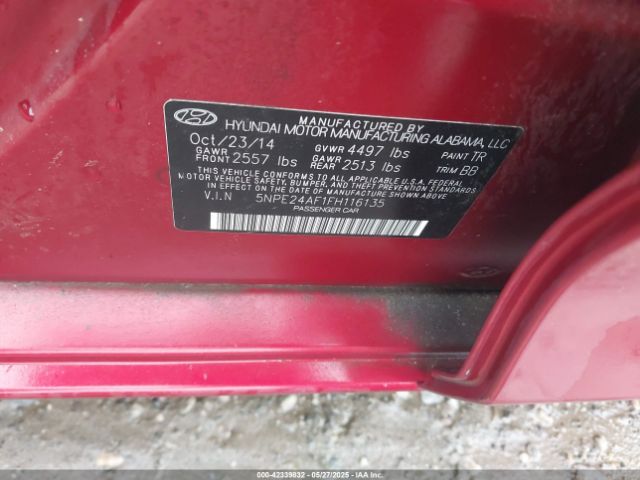 MANUFACTURED BY
HYUNDAI MOTOR MANUFACTURING ALABAMA, LLC
Oct/23/14 GVWR 4497 lbs PAINT TR
GAWR FRONT 2557 lbs GAWR REAR 2513 lbs TRIM BB
THIS VEHICLE CONFORMS TO ALL APPLICABLE U.S.A. FEDERAL
MOTOR VEHICLE SAFETY, BUMPER, AND THEFT PREVENTION STANDARDS
IN EFFECT ON THE DATE OF MANUFACTURE SHOWN ABOVE.
V.I.N 5NPE24AF1FH116135
PASSENGER CAR
000-42339832 05/27/2025 IAA Inc.